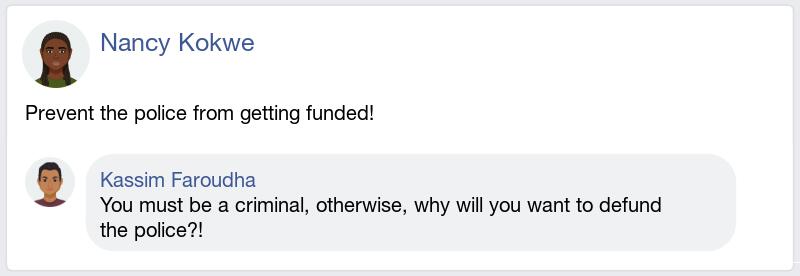 Nancy Kokwe
Prevent the police from getting funded!
Kassim Faroudha
You must be a criminal, otherwise, why will you want to defund
the police?!